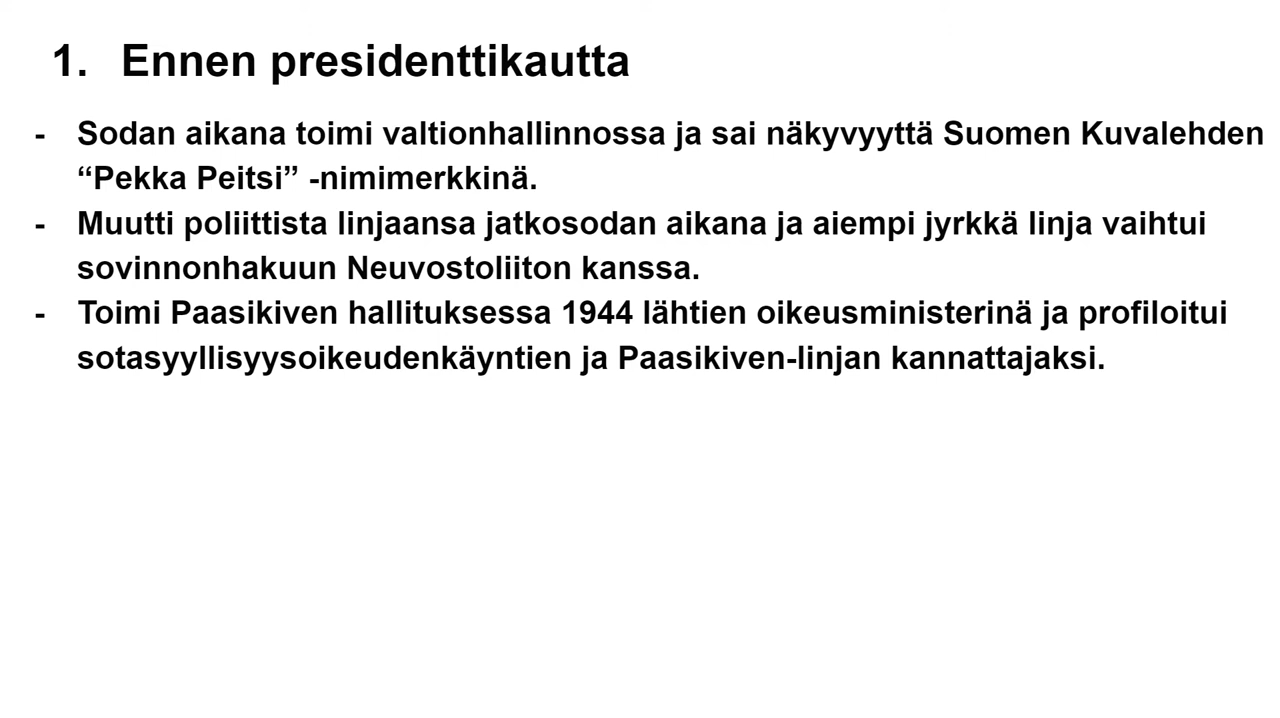 1. Ennen presidenttikautta
- Sodan aikana toimi valtionhallinnossa ja sai näkyvyyttä Suomen Kuvalehden
“Pekka Peitsi” -nimimerkkinä.
- Muutti poliittista linjaansa jatkosodan aikana ja aiempi jyrkkä linja vaihtui
sovinnonhakuun Neuvostoliiton kanssa.
- Toimi Paasikiven hallituksessa 1944 lähtien oikeusministerinä ja profiloitui
sotasyyllisyysoikeudenkäyntien ja Paasikiven-linjan kannattajaksi.